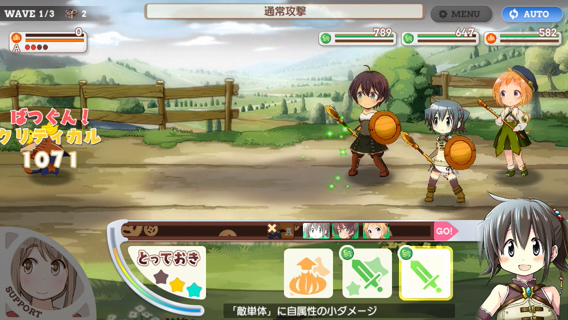 WAVE 1/3 2
通常攻撃
MENU
AUTO
0
A
789
647
582
ばつぐん!
クリティカル
1071
GO!
とっておき
SUPPORT
「敵単体」に自属性の小ダメージ